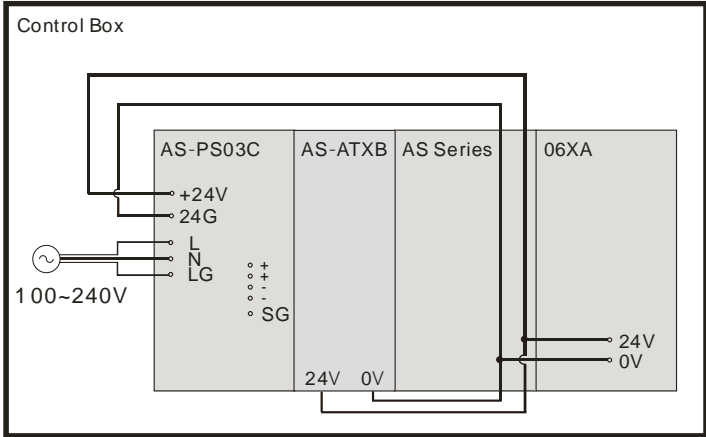 Control Box
AS-PS03C
AS-ATXB
AS Series
06XA
+24V
24G
L
N
LG
100~240V
+
+
-
-
SG
24V
0V
24V 0V